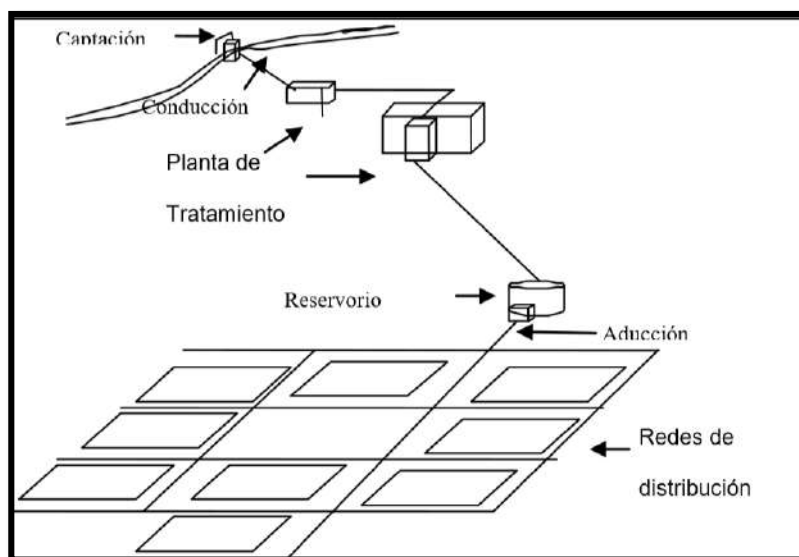 Captación
Conducción
Planta de
Tratamiento
Reservorio
Aducción
Redes de
distribución